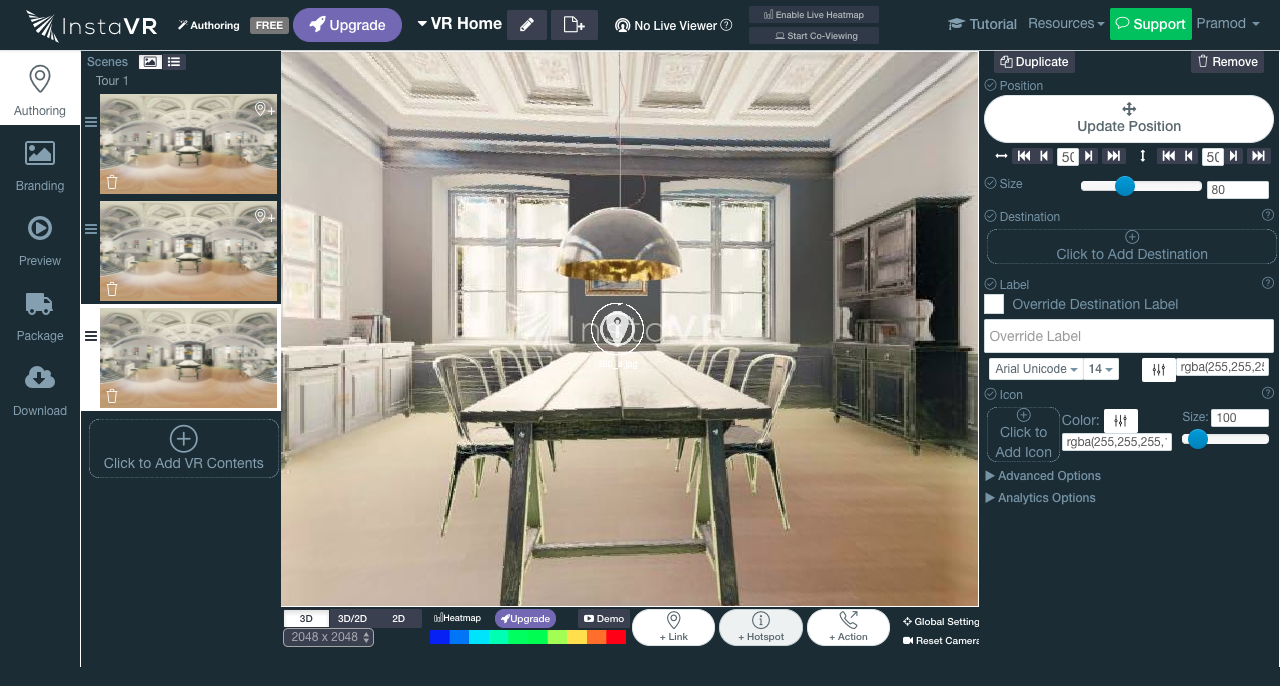 InstaVR
Authoring
FREE
Upgrade
VR Home
No Live Viewer
Enable Live Heatmap
Start Co-Viewing
Tutorial
Resources
Support
Pramod
Authoring
Branding
Preview
Package
Download
Scenes
Tour 1
Click to Add VR Contents
InstaVR
3D
3D/2D
2D
2048 x 2048
Heatmap
Upgrade
Demo
+ Link
+ Hotspot
+ Action
Global Setting
Reset Camera
Duplicate
Remove
Position
Update Position
50
50
Size
80
Destination
Click to Add Destination
Label
Override Destination Label
Override Label
Arial Unicode
14
rgba(255,255,25
Icon
Click to
Add Icon
Color:
rgba(255,255,255,
Size:
100
Advanced Options
Analytics Options